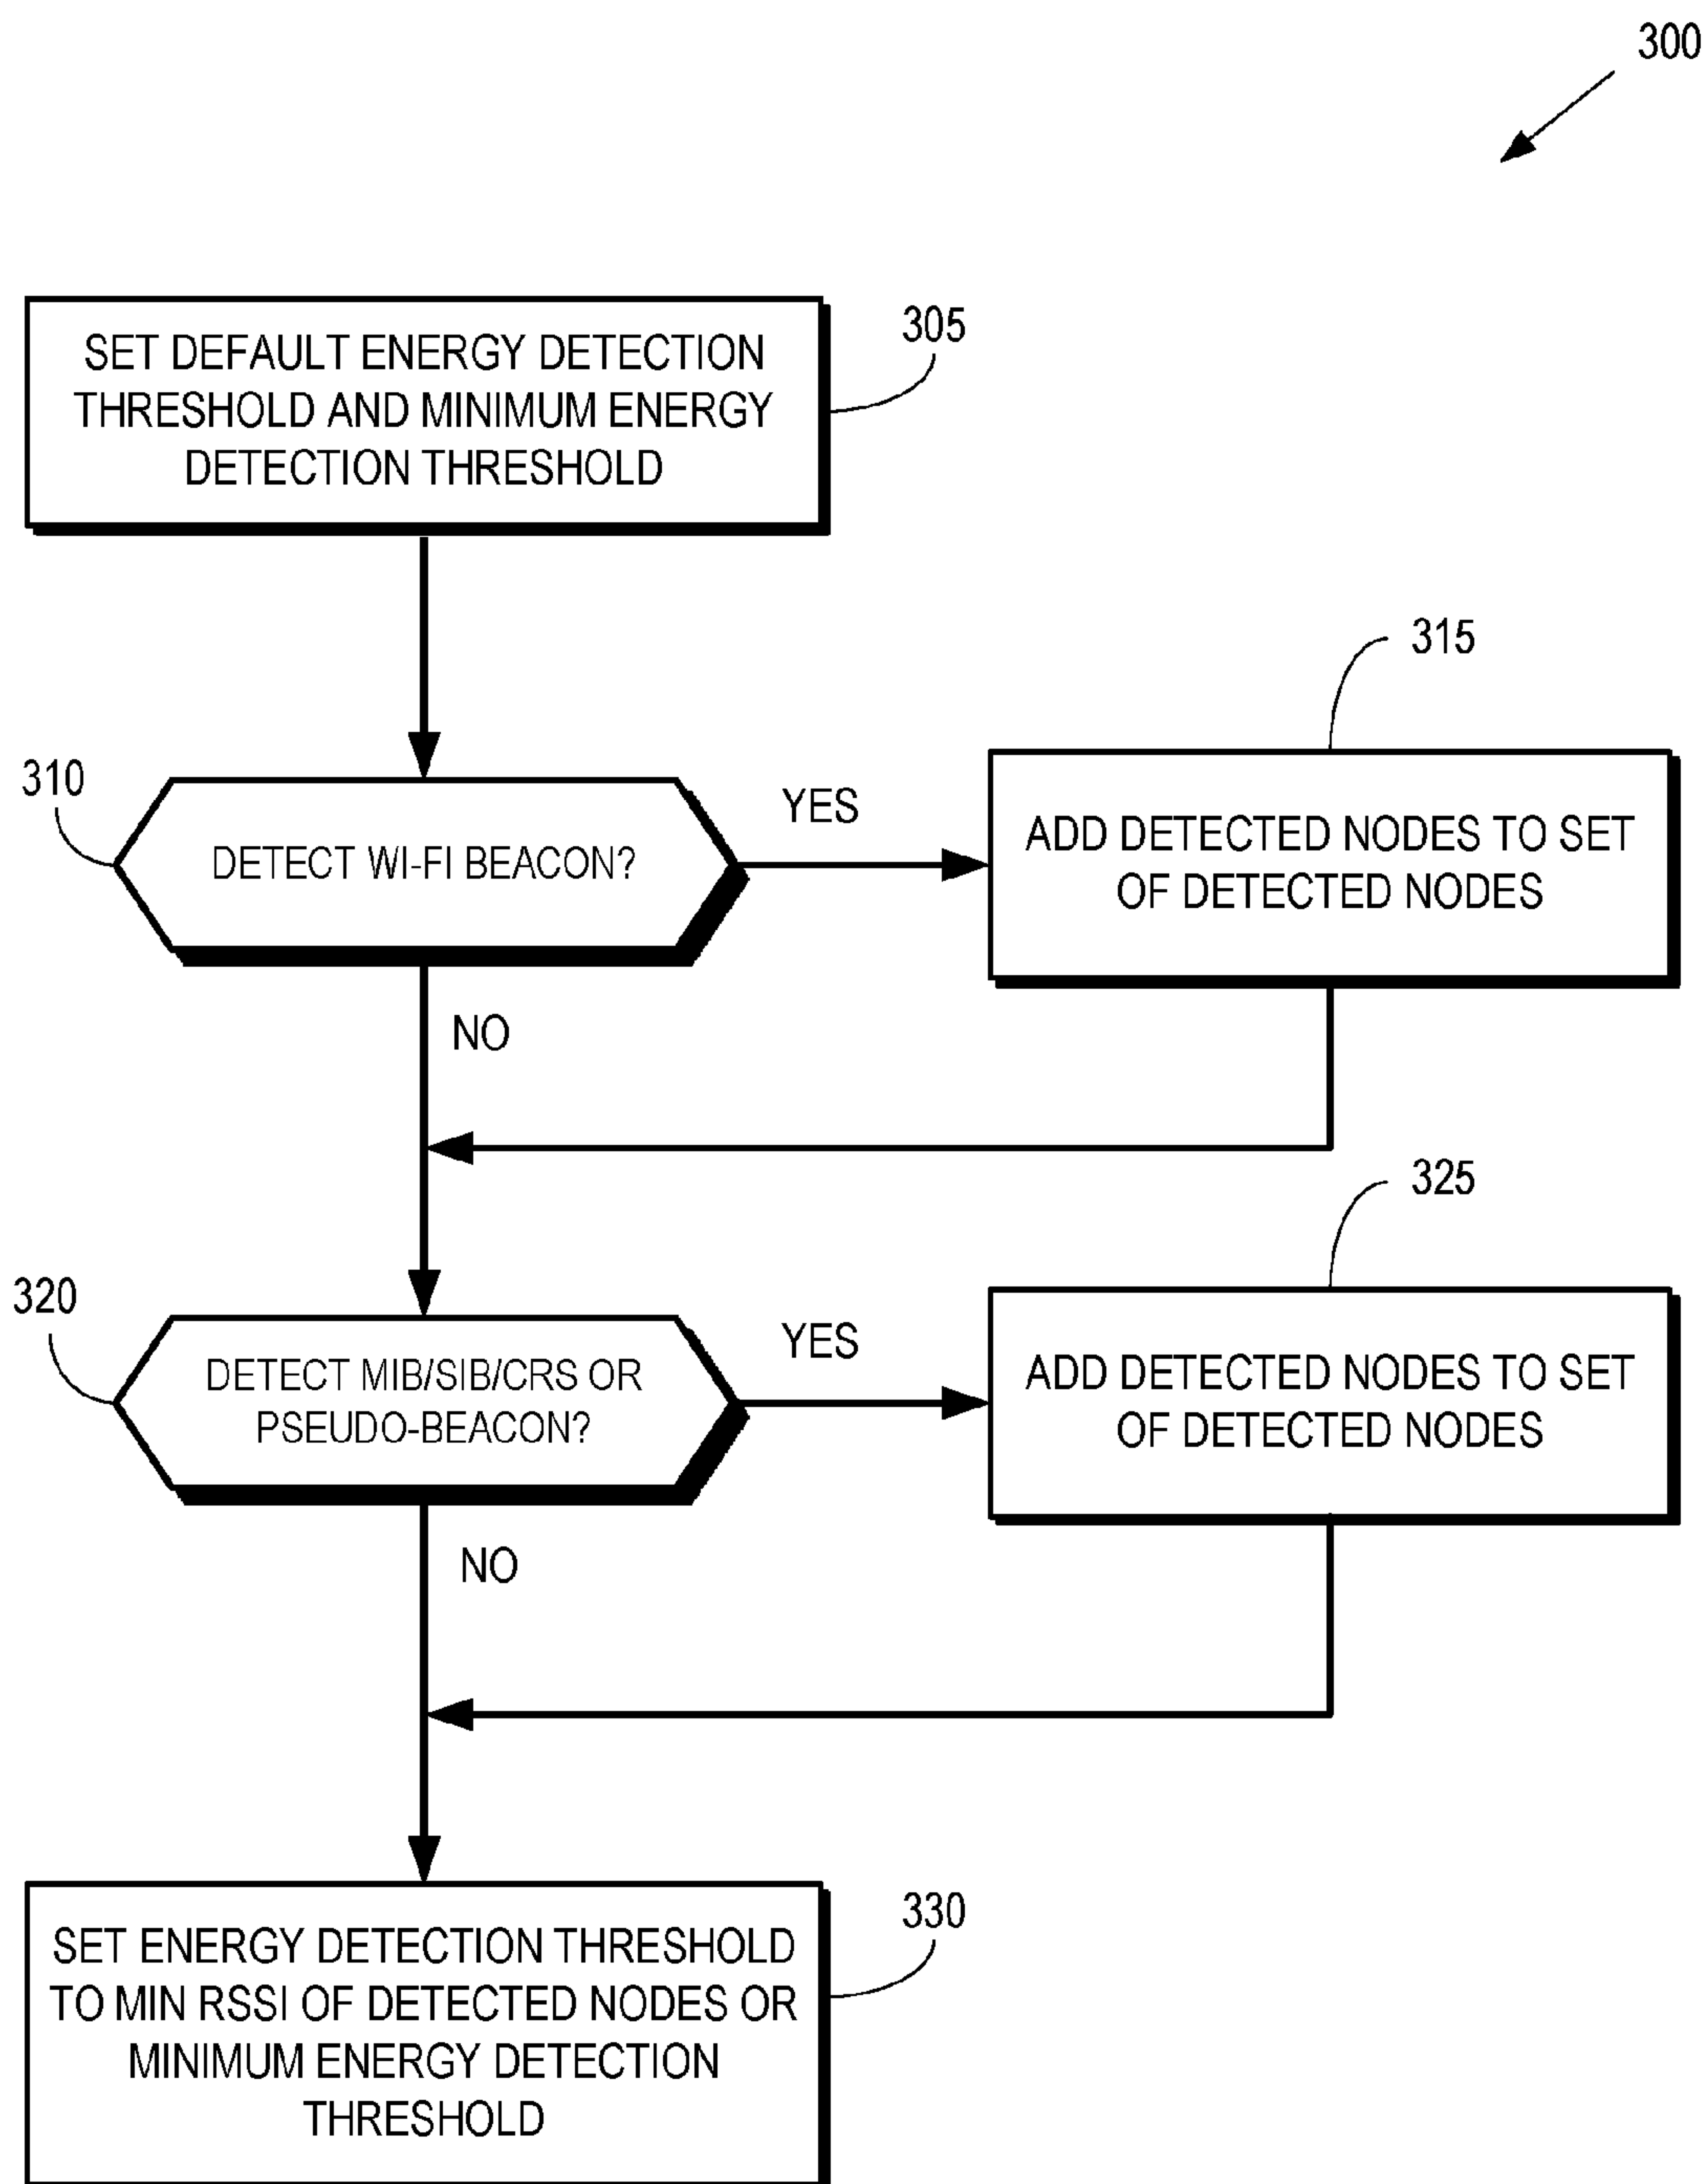 300
SET DEFAULT ENERGY DETECTION
THRESHOLD AND MINIMUM ENERGY
DETECTION THRESHOLD
305
315
310
DETECT WI-FI BEACON?
YES
ADD DETECTED NODES TO SET
OF DETECTED NODES
NO
325
320
DETECT MIB/SIB/CRS OR
PSEUDO-BEACON?
YES
ADD DETECTED NODES TO SET
OF DETECTED NODES
NO
330
SET ENERGY DETECTION THRESHOLD
TO MIN RSSI OF DETECTED NODES OR
MINIMUM ENERGY DETECTION
THRESHOLD